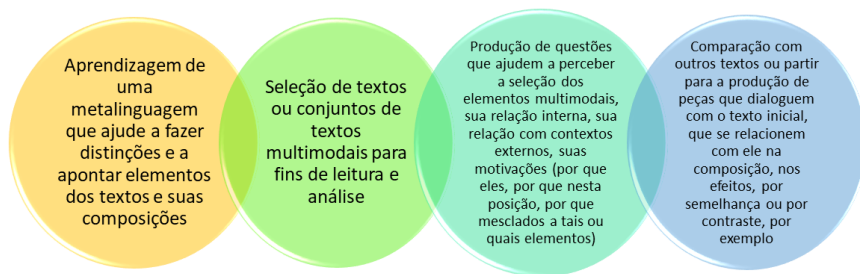 Aprendizagem de
uma
metalinguagem
que ajude a fazer
distinções e a
apontar elementos
dos textos e suas
composições
Seleção de textos
ou conjuntos de
textos
multimodais para
fins de leitura e
análise
Produção de questões
que ajudem a perceber
a seleção dos
elementos multimodais,
sua relação interna, sua
relação com contextos
externos, suas
motivações (por que
eles, por que nesta
posição, por que
mesclados a tais ou
quais elementos)
Comparação com
outros textos ou partir
para a produção de
peças que dialoguem
com o texto inicial,
que se relacionem
com ele na
composição, nos
efeitos, por
semelhança ou por
contraste, por
exemplo